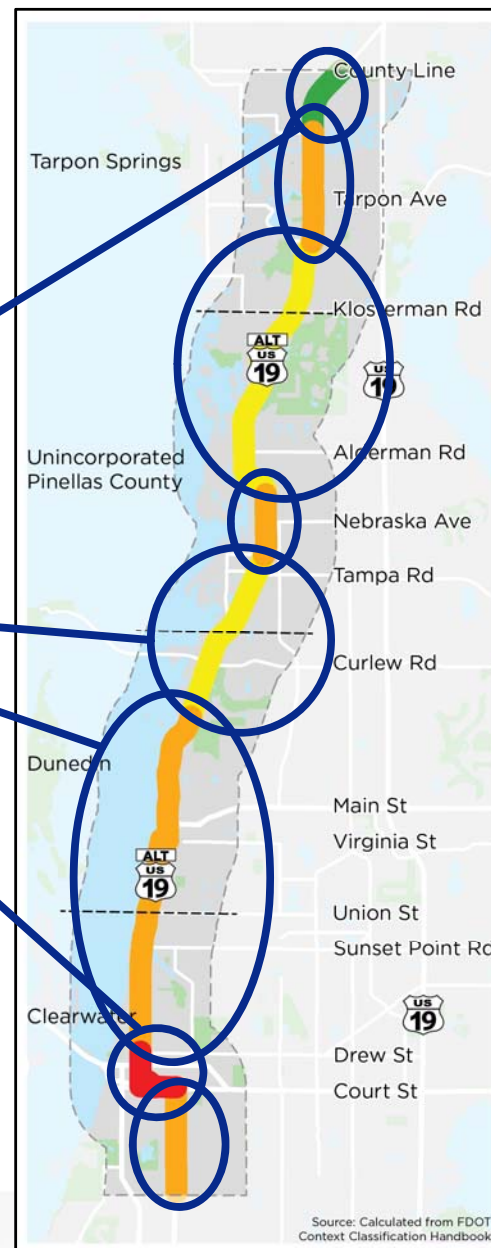 County Line
Tarpon Springs
Tarpon Ave
Klosterman Rd
ALT
US
19
US
19
Alderman Rd
Unincorporated
Pinellas County
Nebraska Ave
Tampa Rd
Curlew Rd
Dunedin
Main St
Virginia St
ALT
US
19
Union St
Sunset Point Rd
Clearwater
US
19
Drew St
Court St
Source: Calculated from FDOT
Context Classification Handbook